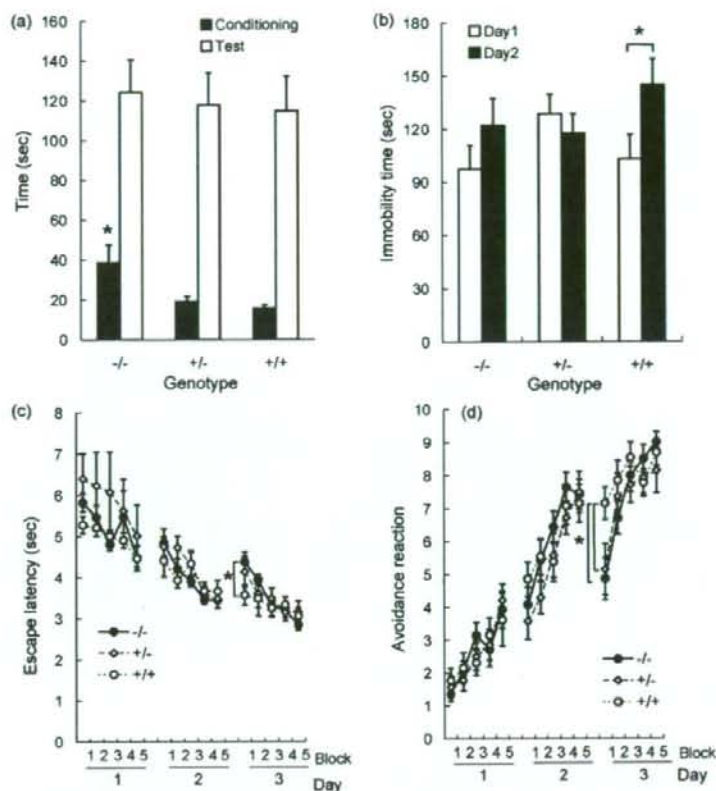 (a)
Conditioning
Test
160
140
120
100
80
60
40
20
0
Time (sec)
*
-/- +/- +/+
Genotype
(b)
Day1
Day2
*
180
150
120
90
60
30
0
Immobility time (sec)
-/- +/- +/+
Genotype
(c)
8
7
6
5
4
3
2
1
0
Escape latency (sec)
*
-/-
+/-
+/+
1 2 3 4 5 1 2 3 4 5 1 2 3 4 5 Block
1 2 3 Day
(d)
10
9
8
7
6
5
4
3
2
1
0
Avoidance reaction
*
-/-
+/-
+/+
1 2 3 4 5 1 2 3 4 5 1 2 3 4 5 Block
1 2 3 Day